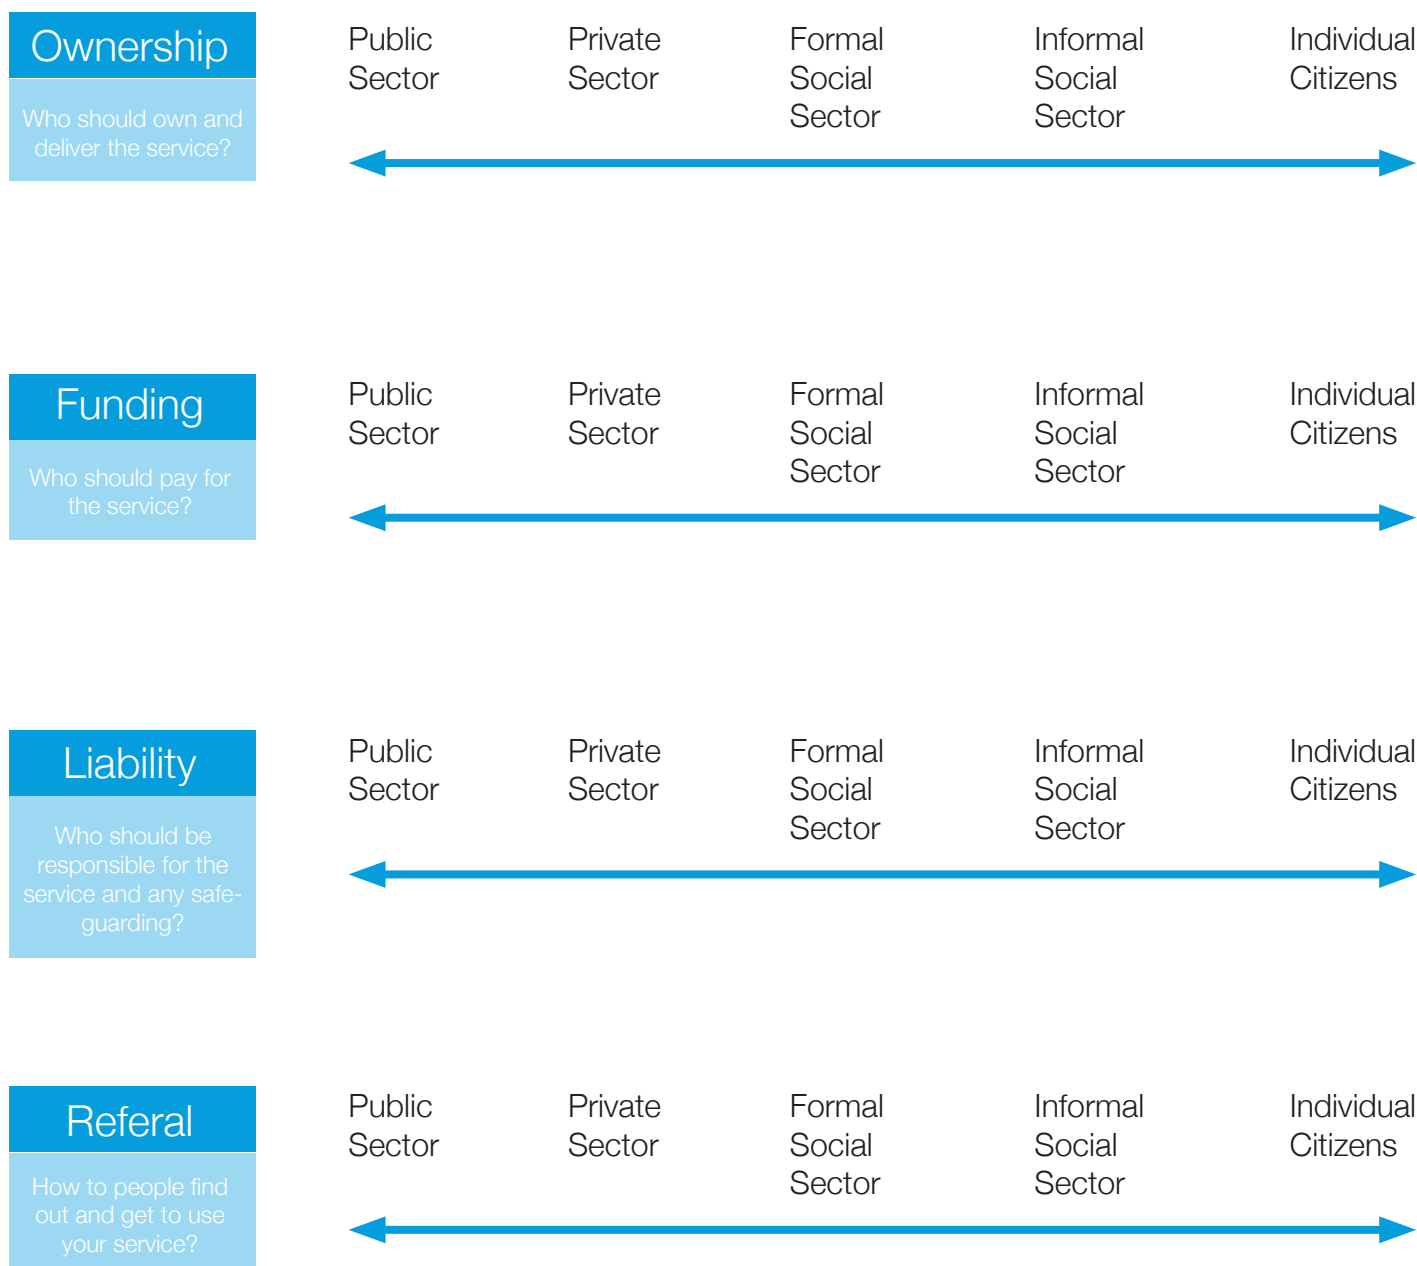 Ownership
Who should own and
deliver the service?
Public Private Formal Informal Individual
Sector Sector Social Social Citizens
Sector Sector
Funding
Who should pay for
the service?
Public Private Formal Informal Individual
Sector Sector Social Social Citizens
Sector Sector
Liability
Who should be
responsible for the
service and any safe-
guarding?
Public Private Formal Informal Individual
Sector Sector Social Social Citizens
Sector Sector
Referal
How to people find
out and get to use
your service?
Public Private Formal Informal Individual
Sector Sector Social Social Citizens
Sector Sector